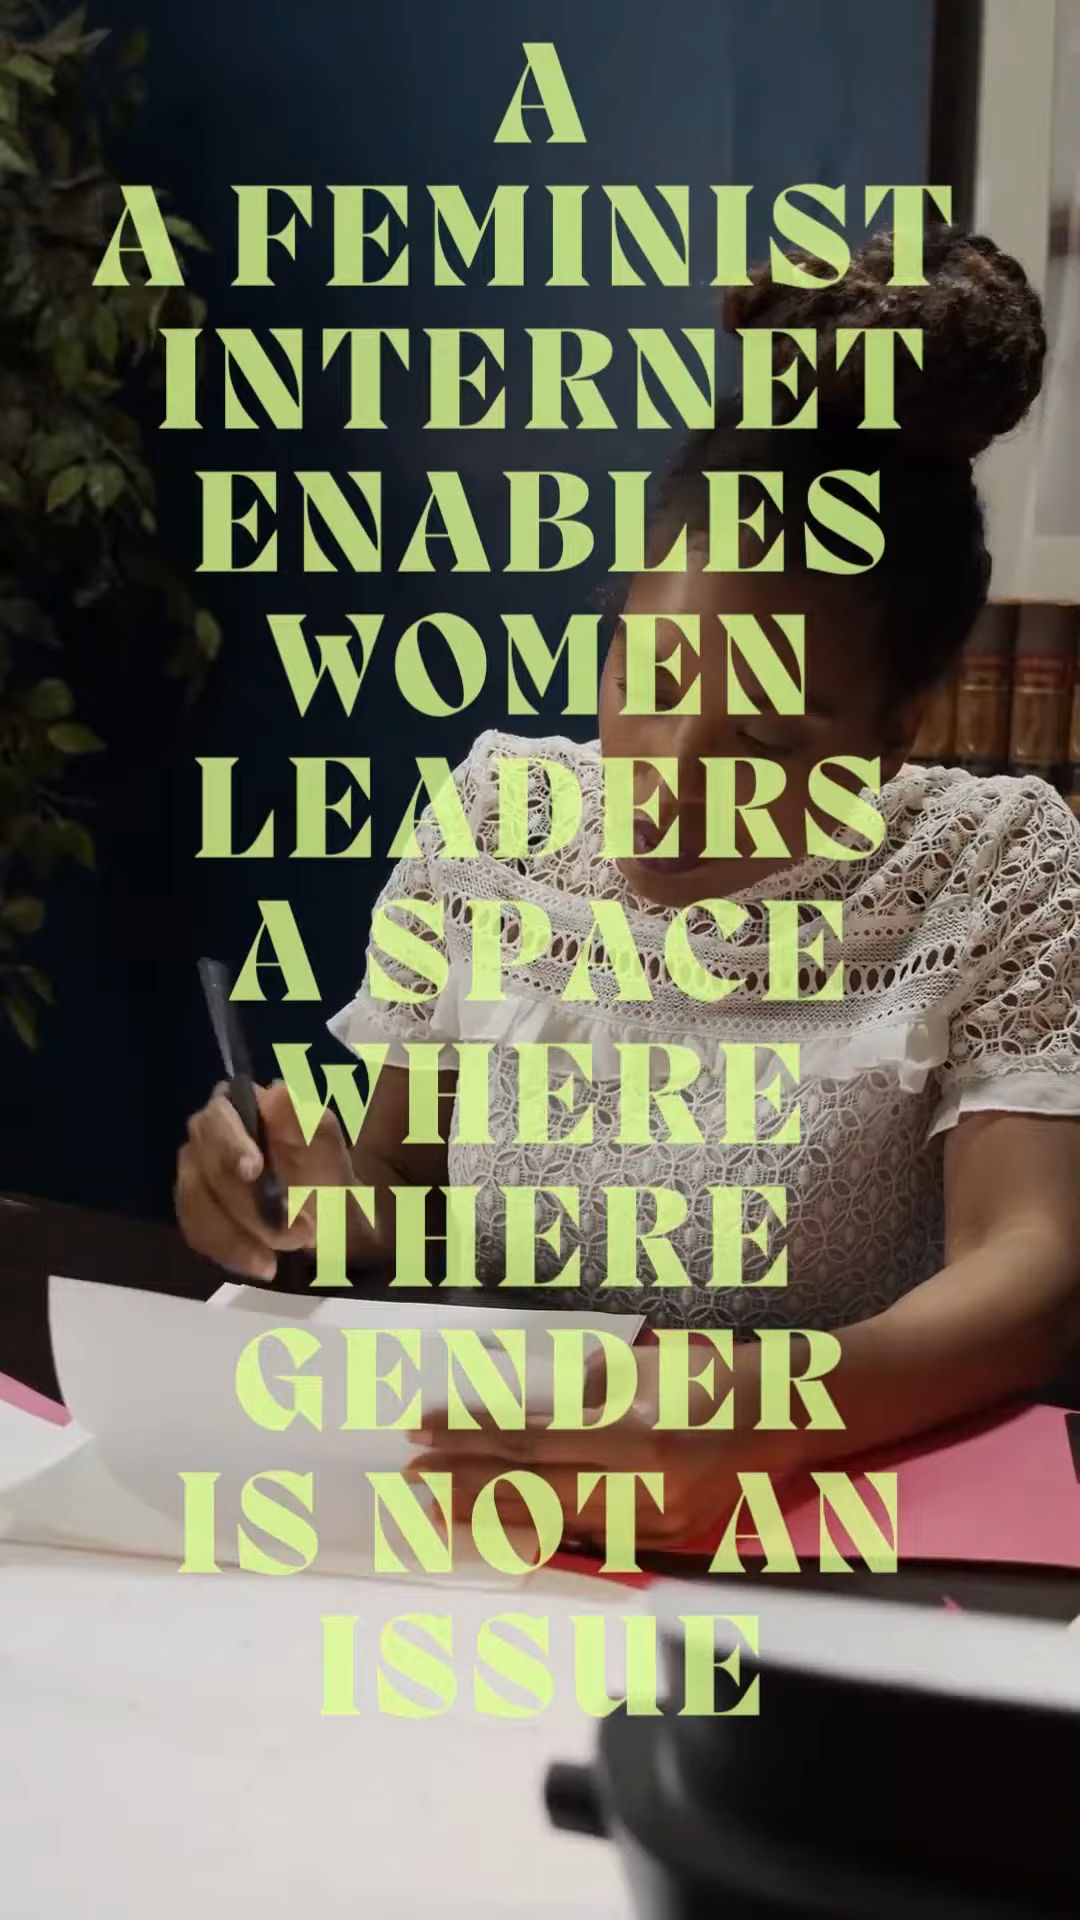 A
A FEMINIST
INTERNET
ENABLES
WOMEN
LEADERS
A SPACE
WHERE
THERE
GENDER
IS NOT AN
ISSUE